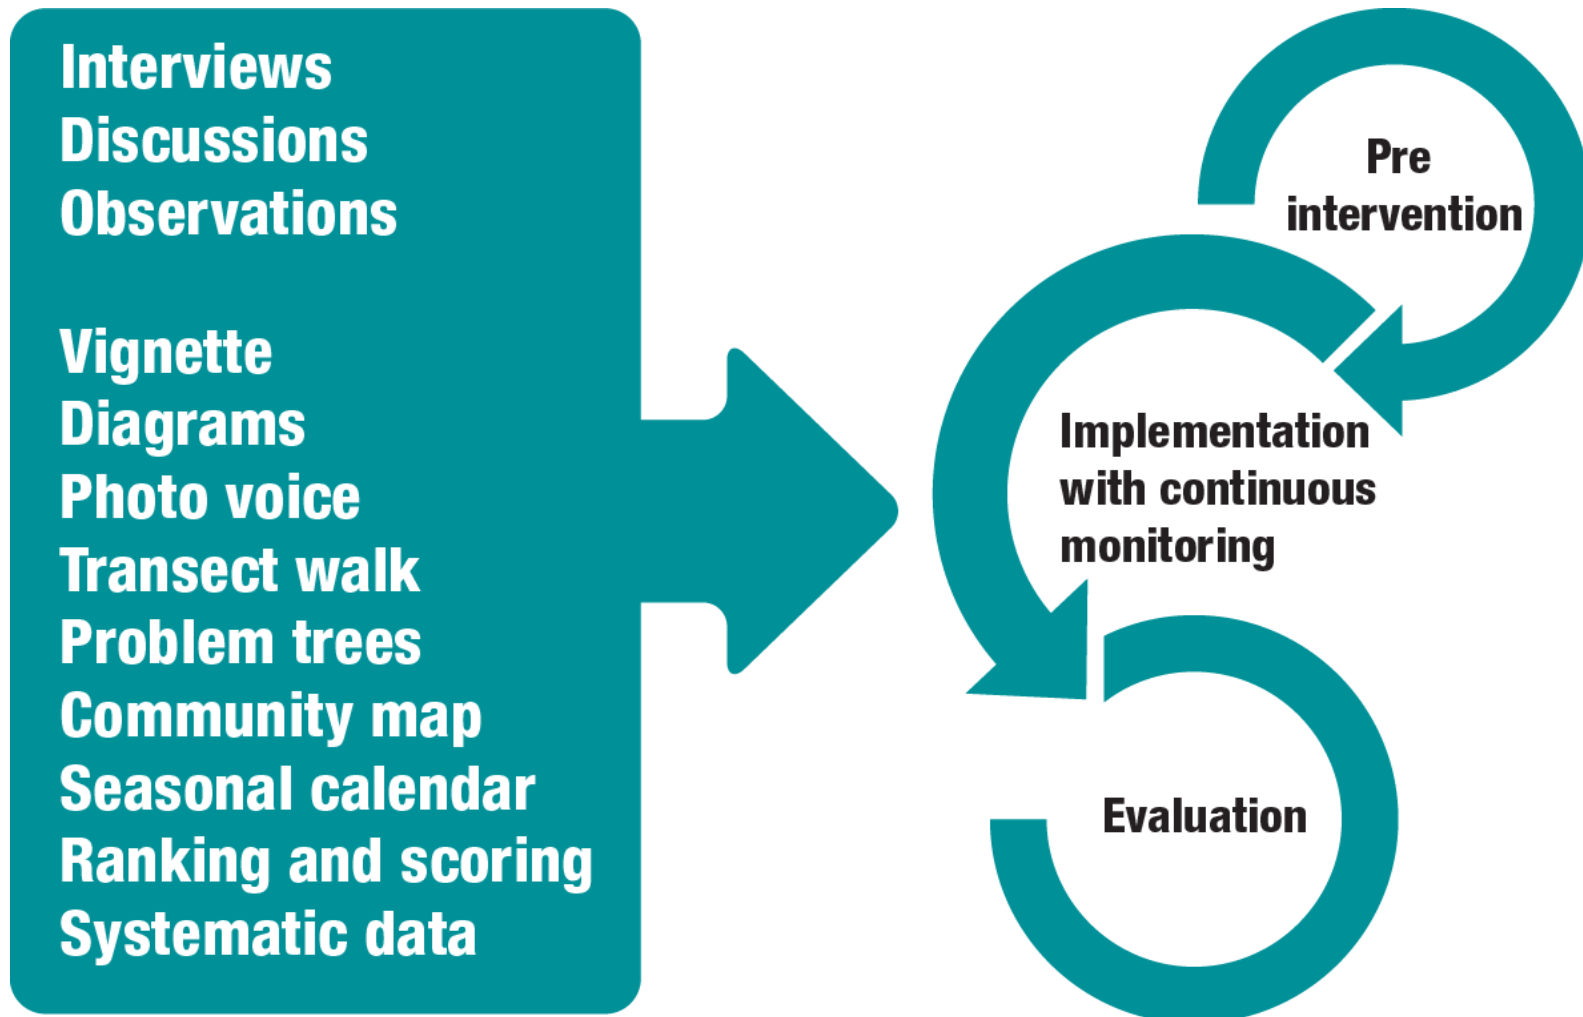 Interviews
Discussions
Observations
Vignette
Diagrams
Photo voice
Transect walk
Problem trees
Community map
Seasonal calendar
Ranking and scoring
Systematic data
Pre
intervention
Implementation
with continuous
monitoring
Evaluation